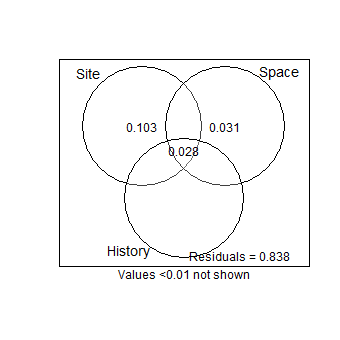 Site
Space
0.103
0.031
0.028
History
Residuals = 0.838
Values <0.01 not shown